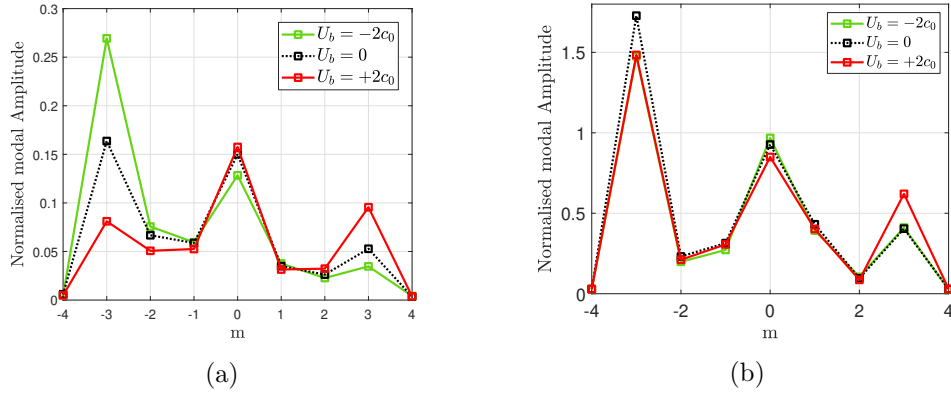 0.3
0.25
0.2
0.15
0.1
0.05
0
Normalised modal Amplitude
-4 -3 -2 -1 0 1 2 3 4
m
U_b = −2c_0
U_b = 0
U_b = +2c_0
(a)
1.5
1
0.5
0
Normalised modal Amplitude
-4 -2 0 2 4
m
U_b = −2c_0
U_b = 0
U_b = +2c_0
(b)